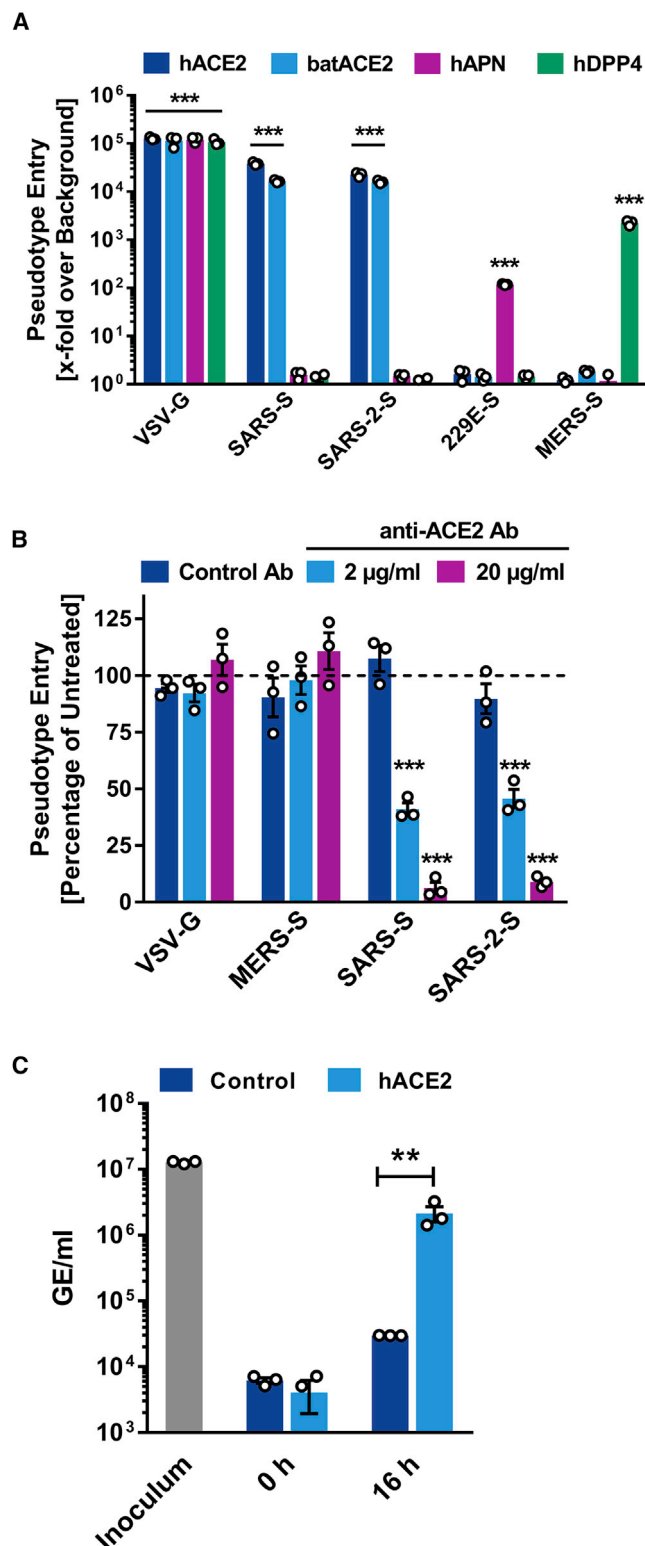 A
hACE2 batACE2 hAPN hDPP4
Pseudotype Entry
[x-fold over Background]
10⁶
10⁵
10⁴
10³
10²
10¹
10⁰
*** *** *** *** ***
VSV-G SARS-S SARS-2-S 229E-S MERS-S
B
anti-ACE2 Ab
Control Ab 2 µg/ml 20 µg/ml
Pseudotype Entry
[Percentage of Untreated]
125
100
75
50
25
0
*** ***
*** ***
VSV-G MERS-S SARS-S SARS-2-S
C
Control hACE2
GE/ml
10⁸
10⁷
10⁶
10⁵
10⁴
10³
**
Inoculum 0 h 16 h